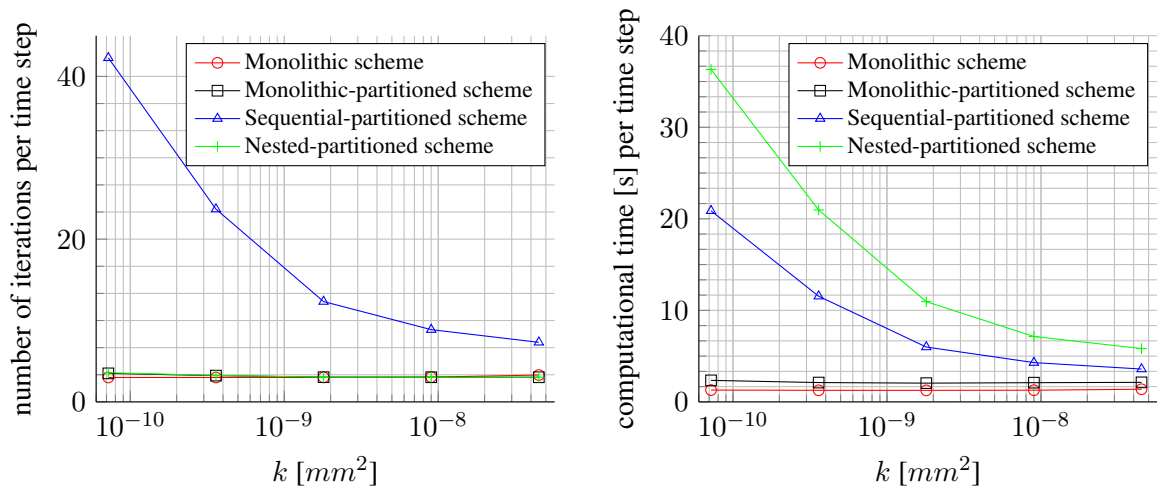 number of iterations per time step
40
20
0
Monolithic scheme
Monolithic-partitioned scheme
Sequential-partitioned scheme
Nested-partitioned scheme
10^{-10}
10^{-9}
10^{-8}
k [mm^2]
computational time [s] per time step
40
30
20
10
0
Monolithic scheme
Monolithic-partitioned scheme
Sequential-partitioned scheme
Nested-partitioned scheme
10^{-10}
10^{-9}
10^{-8}
k [mm^2]